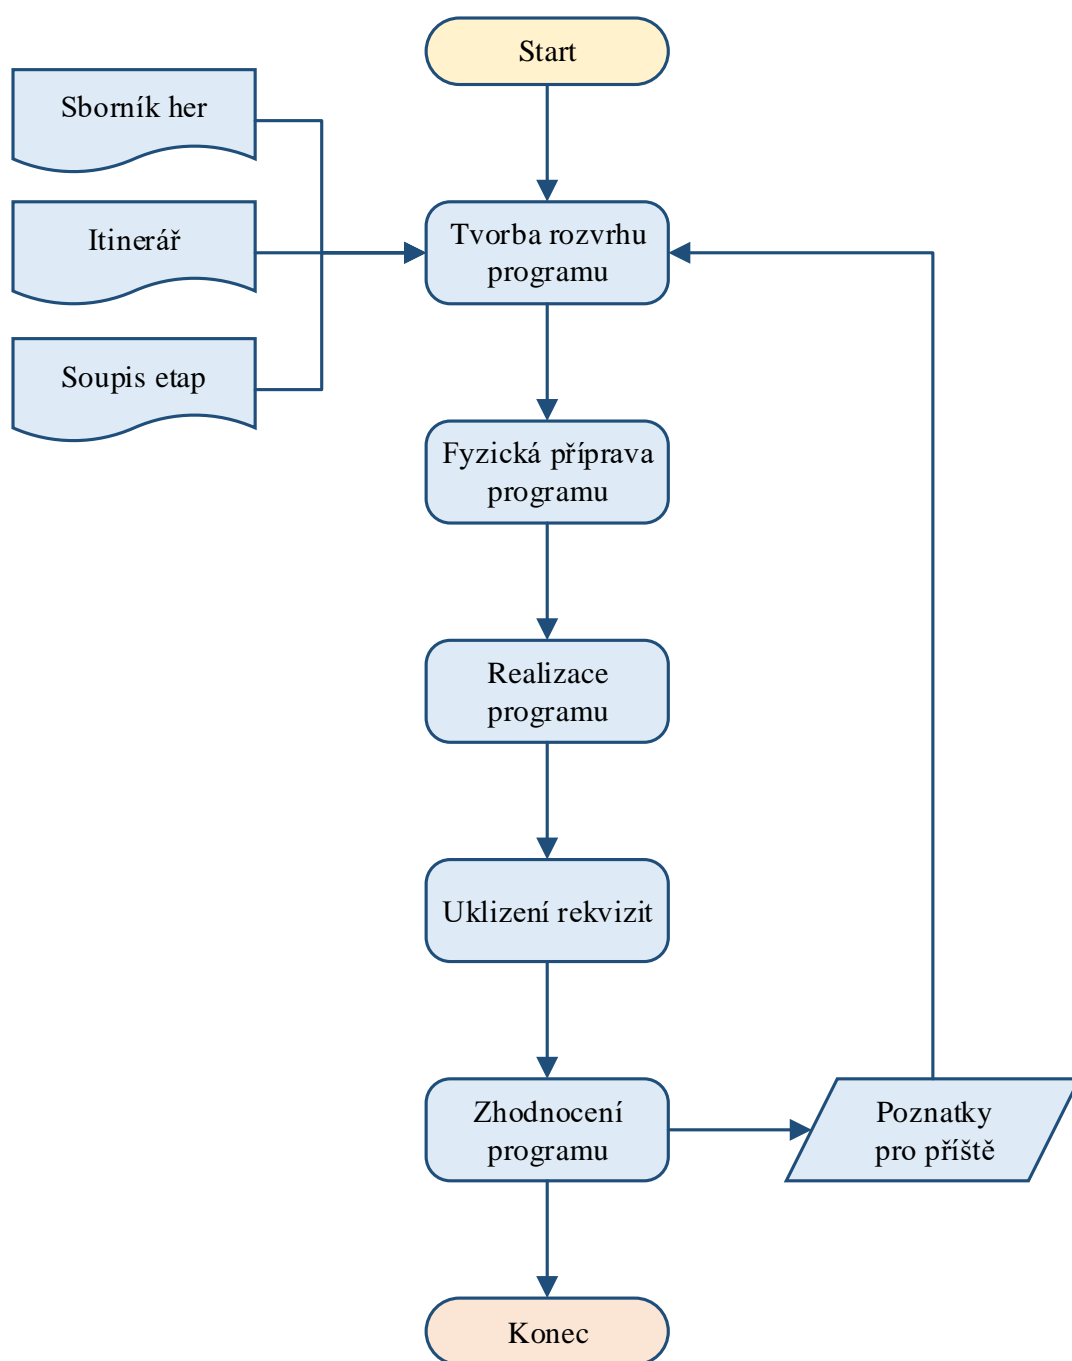 Start
Sborník her
Itinerář
Soupis etap
Tvorba rozvrhu
programu
Fyzická příprava
programu
Realizace
programu
Uklizení rekvizit
Zhodnocení
programu
Poznatky
pro příště
Konec